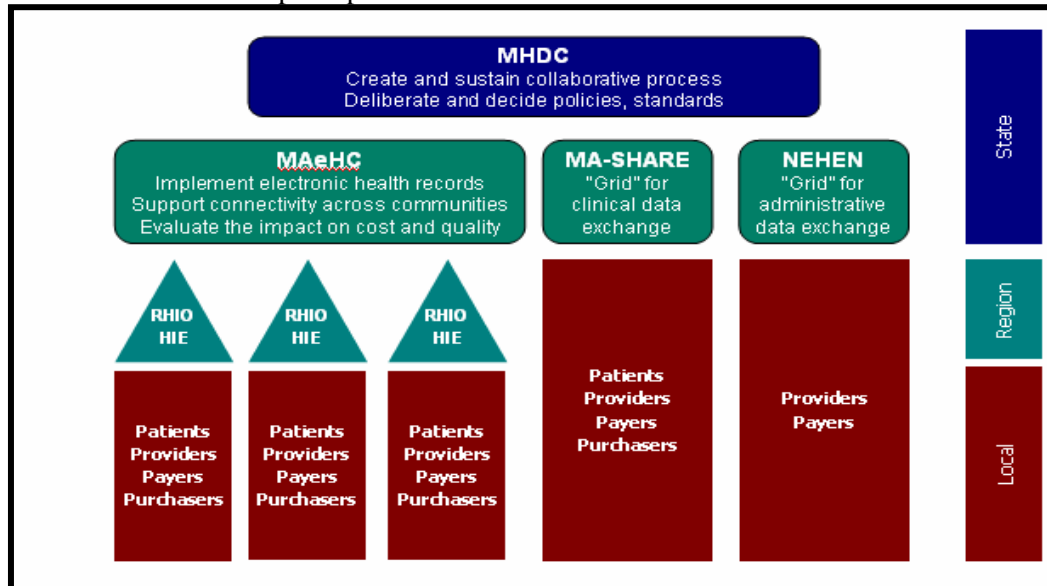 MHDC
Create and sustain collaborative process
Deliberate and decide policies, standards
State
MAeHC
Implement electronic health records
Support connectivity across communities
Evaluate the impact on cost and quality
MA-SHARE
"Grid" for
clinical data
exchange
NEHEN
"Grid" for
administrative
data exchange
RHIO
HIE
RHIO
HIE
RHIO
HIE
Region
Patients
Providers
Payers
Purchasers
Patients
Providers
Payers
Purchasers
Patients
Providers
Payers
Purchasers
Patients
Providers
Payers
Purchasers
Providers
Payers
Local